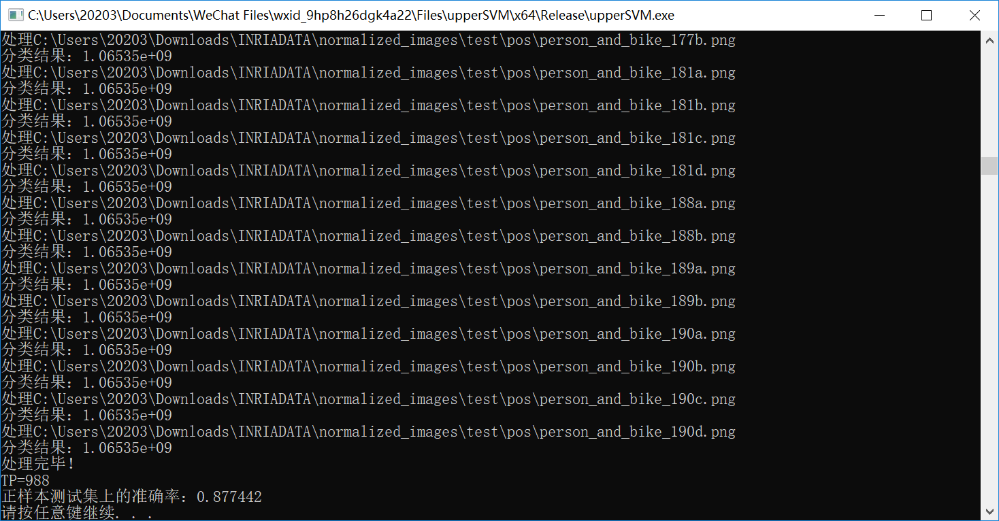 C:\Users\20203\Documents\WeChat Files\wxid_9hp8h26dgk4a22\Files\upperSVM\x64\Release\upperSVM.exe
处理C:\Users\20203\Downloads\INRIADATA\normalized_images\test\pos\person_and_bike_177b.png
分类结果：1.06535e+09
处理C:\Users\20203\Downloads\INRIADATA\normalized_images\test\pos\person_and_bike_181a.png
分类结果：1.06535e+09
处理C:\Users\20203\Downloads\INRIADATA\normalized_images\test\pos\person_and_bike_181b.png
分类结果：1.06535e+09
处理C:\Users\20203\Downloads\INRIADATA\normalized_images\test\pos\person_and_bike_181c.png
分类结果：1.06535e+09
处理C:\Users\20203\Downloads\INRIADATA\normalized_images\test\pos\person_and_bike_181d.png
分类结果：1.06535e+09
处理C:\Users\20203\Downloads\INRIADATA\normalized_images\test\pos\person_and_bike_188a.png
分类结果：1.06535e+09
处理C:\Users\20203\Downloads\INRIADATA\normalized_images\test\pos\person_and_bike_188b.png
分类结果：1.06535e+09
处理C:\Users\20203\Downloads\INRIADATA\normalized_images\test\pos\person_and_bike_189a.png
分类结果：1.06535e+09
处理C:\Users\20203\Downloads\INRIADATA\normalized_images\test\pos\person_and_bike_189b.png
分类结果：1.06535e+09
处理C:\Users\20203\Downloads\INRIADATA\normalized_images\test\pos\person_and_bike_190a.png
分类结果：1.06535e+09
处理C:\Users\20203\Downloads\INRIADATA\normalized_images\test\pos\person_and_bike_190b.png
分类结果：1.06535e+09
处理C:\Users\20203\Downloads\INRIADATA\normalized_images\test\pos\person_and_bike_190c.png
分类结果：1.06535e+09
处理C:\Users\20203\Downloads\INRIADATA\normalized_images\test\pos\person_and_bike_190d.png
分类结果：1.06535e+09
处理完毕！
TP=988
正样本测试集上的准确率：0.877442
请按任意键继续. . .